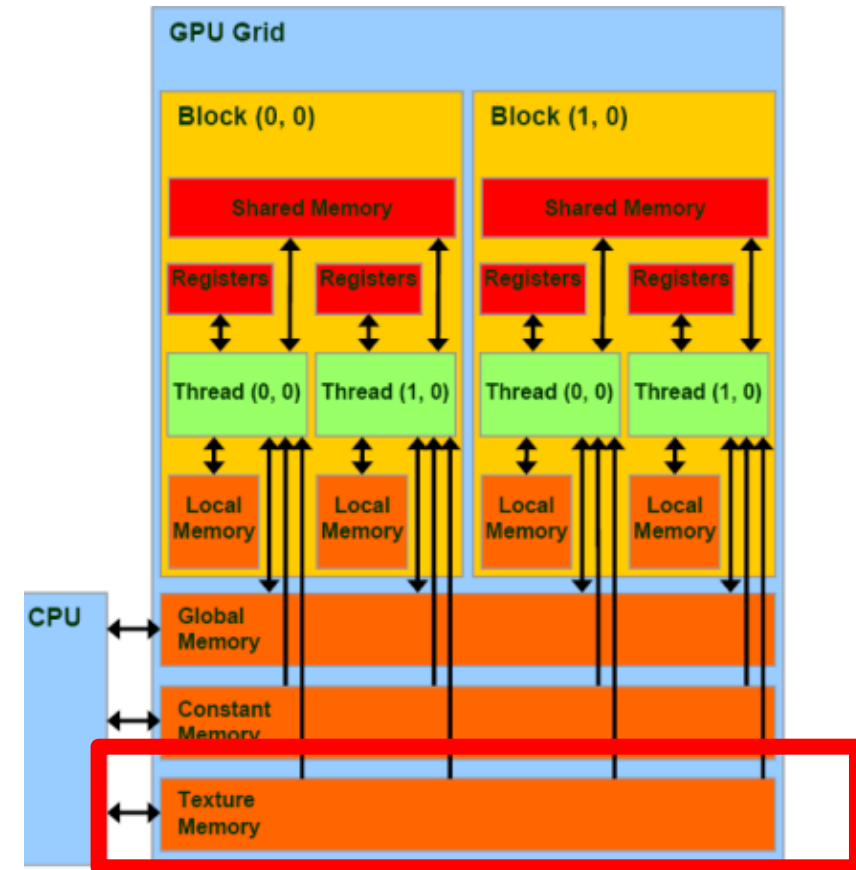 GPU Grid
Block (0, 0)
Block (1, 0)
Shared Memory
Shared Memory
Registers
Registers
Registers
Registers
Thread (0, 0)
Thread (1, 0)
Thread (0, 0)
Thread (1, 0)
Local
Memory
Local
Memory
Local
Memory
Local
Memory
CPU
Global
Memory
Constant
Memory
Texture
Memory